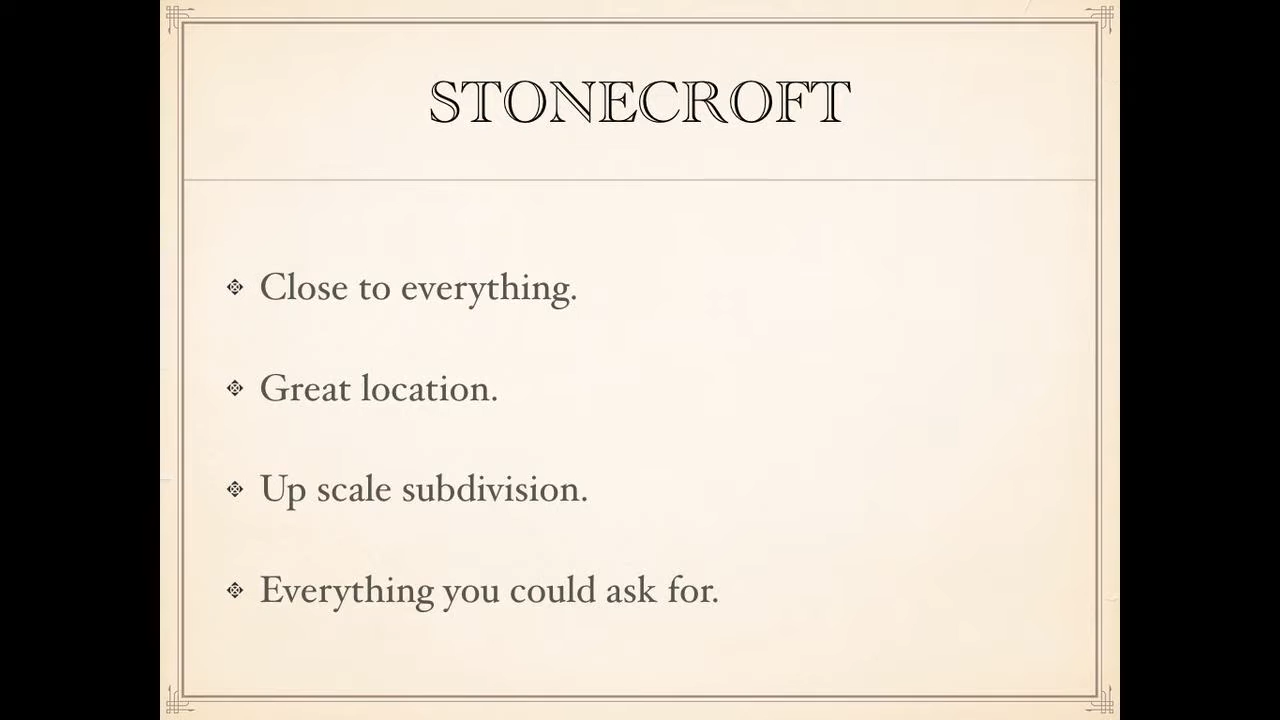 STONECROFT
Close to everything.
Great location.
Up scale subdivision.
Everything you could ask for.